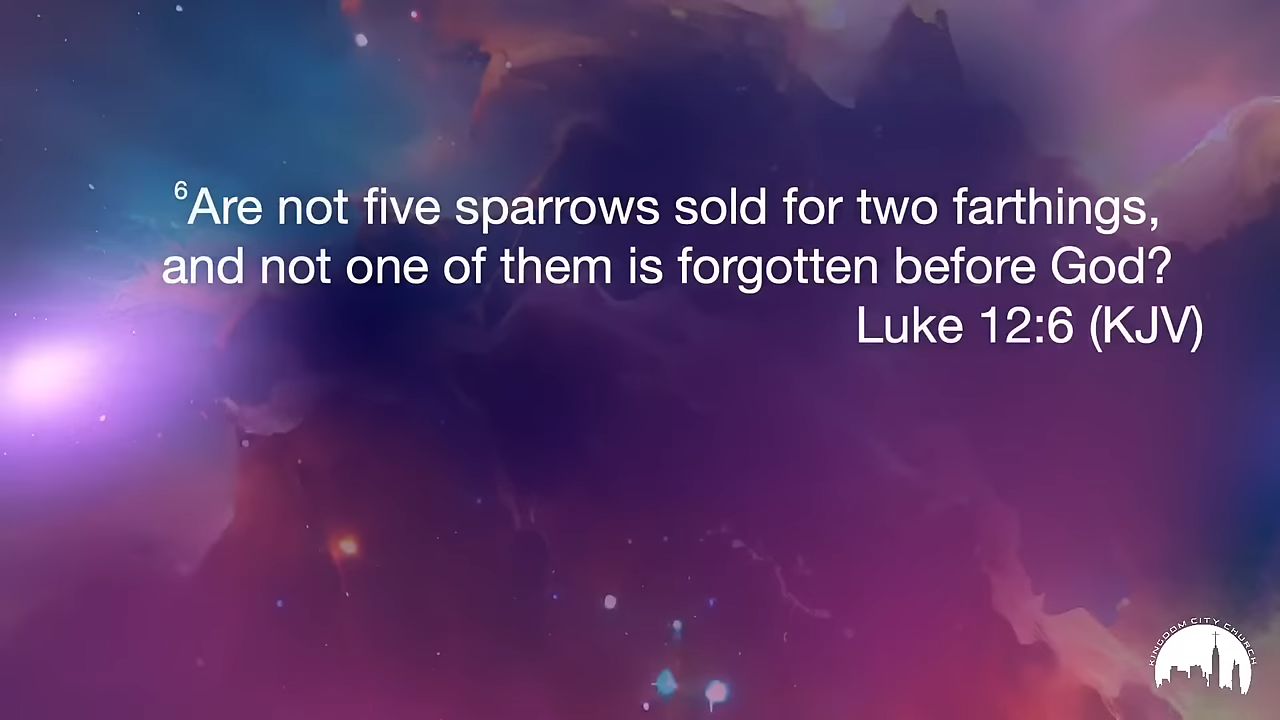 ⁶Are not five sparrows sold for two farthings,
and not one of them is forgotten before God?
Luke 12:6 (KJV)
KINGDOM CITY CHURCH